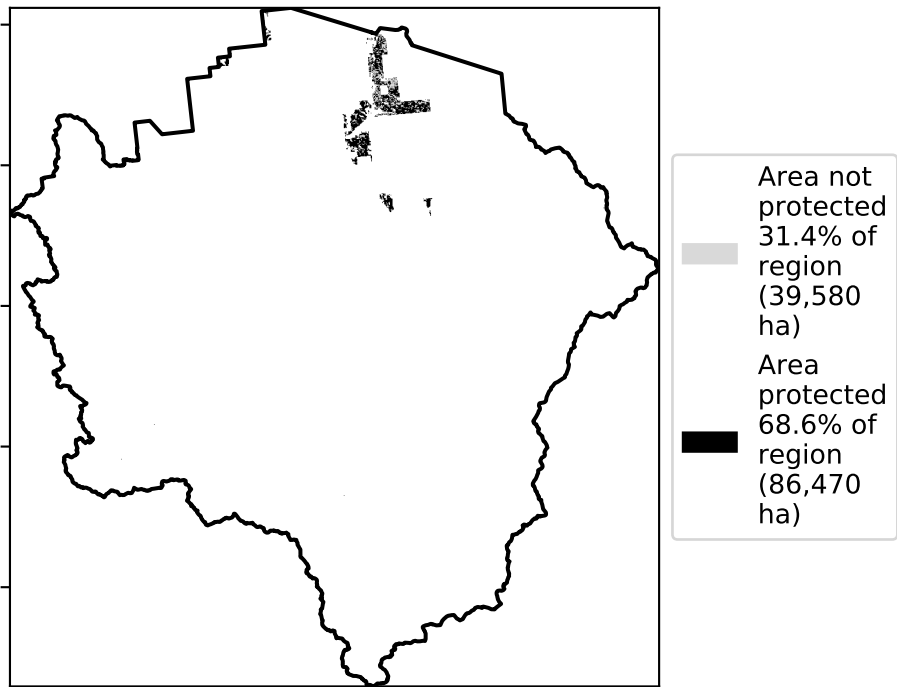 Area not
protected
31.4% of
region
(39,580
ha)
Area
protected
68.6% of
region
(86,470
ha)